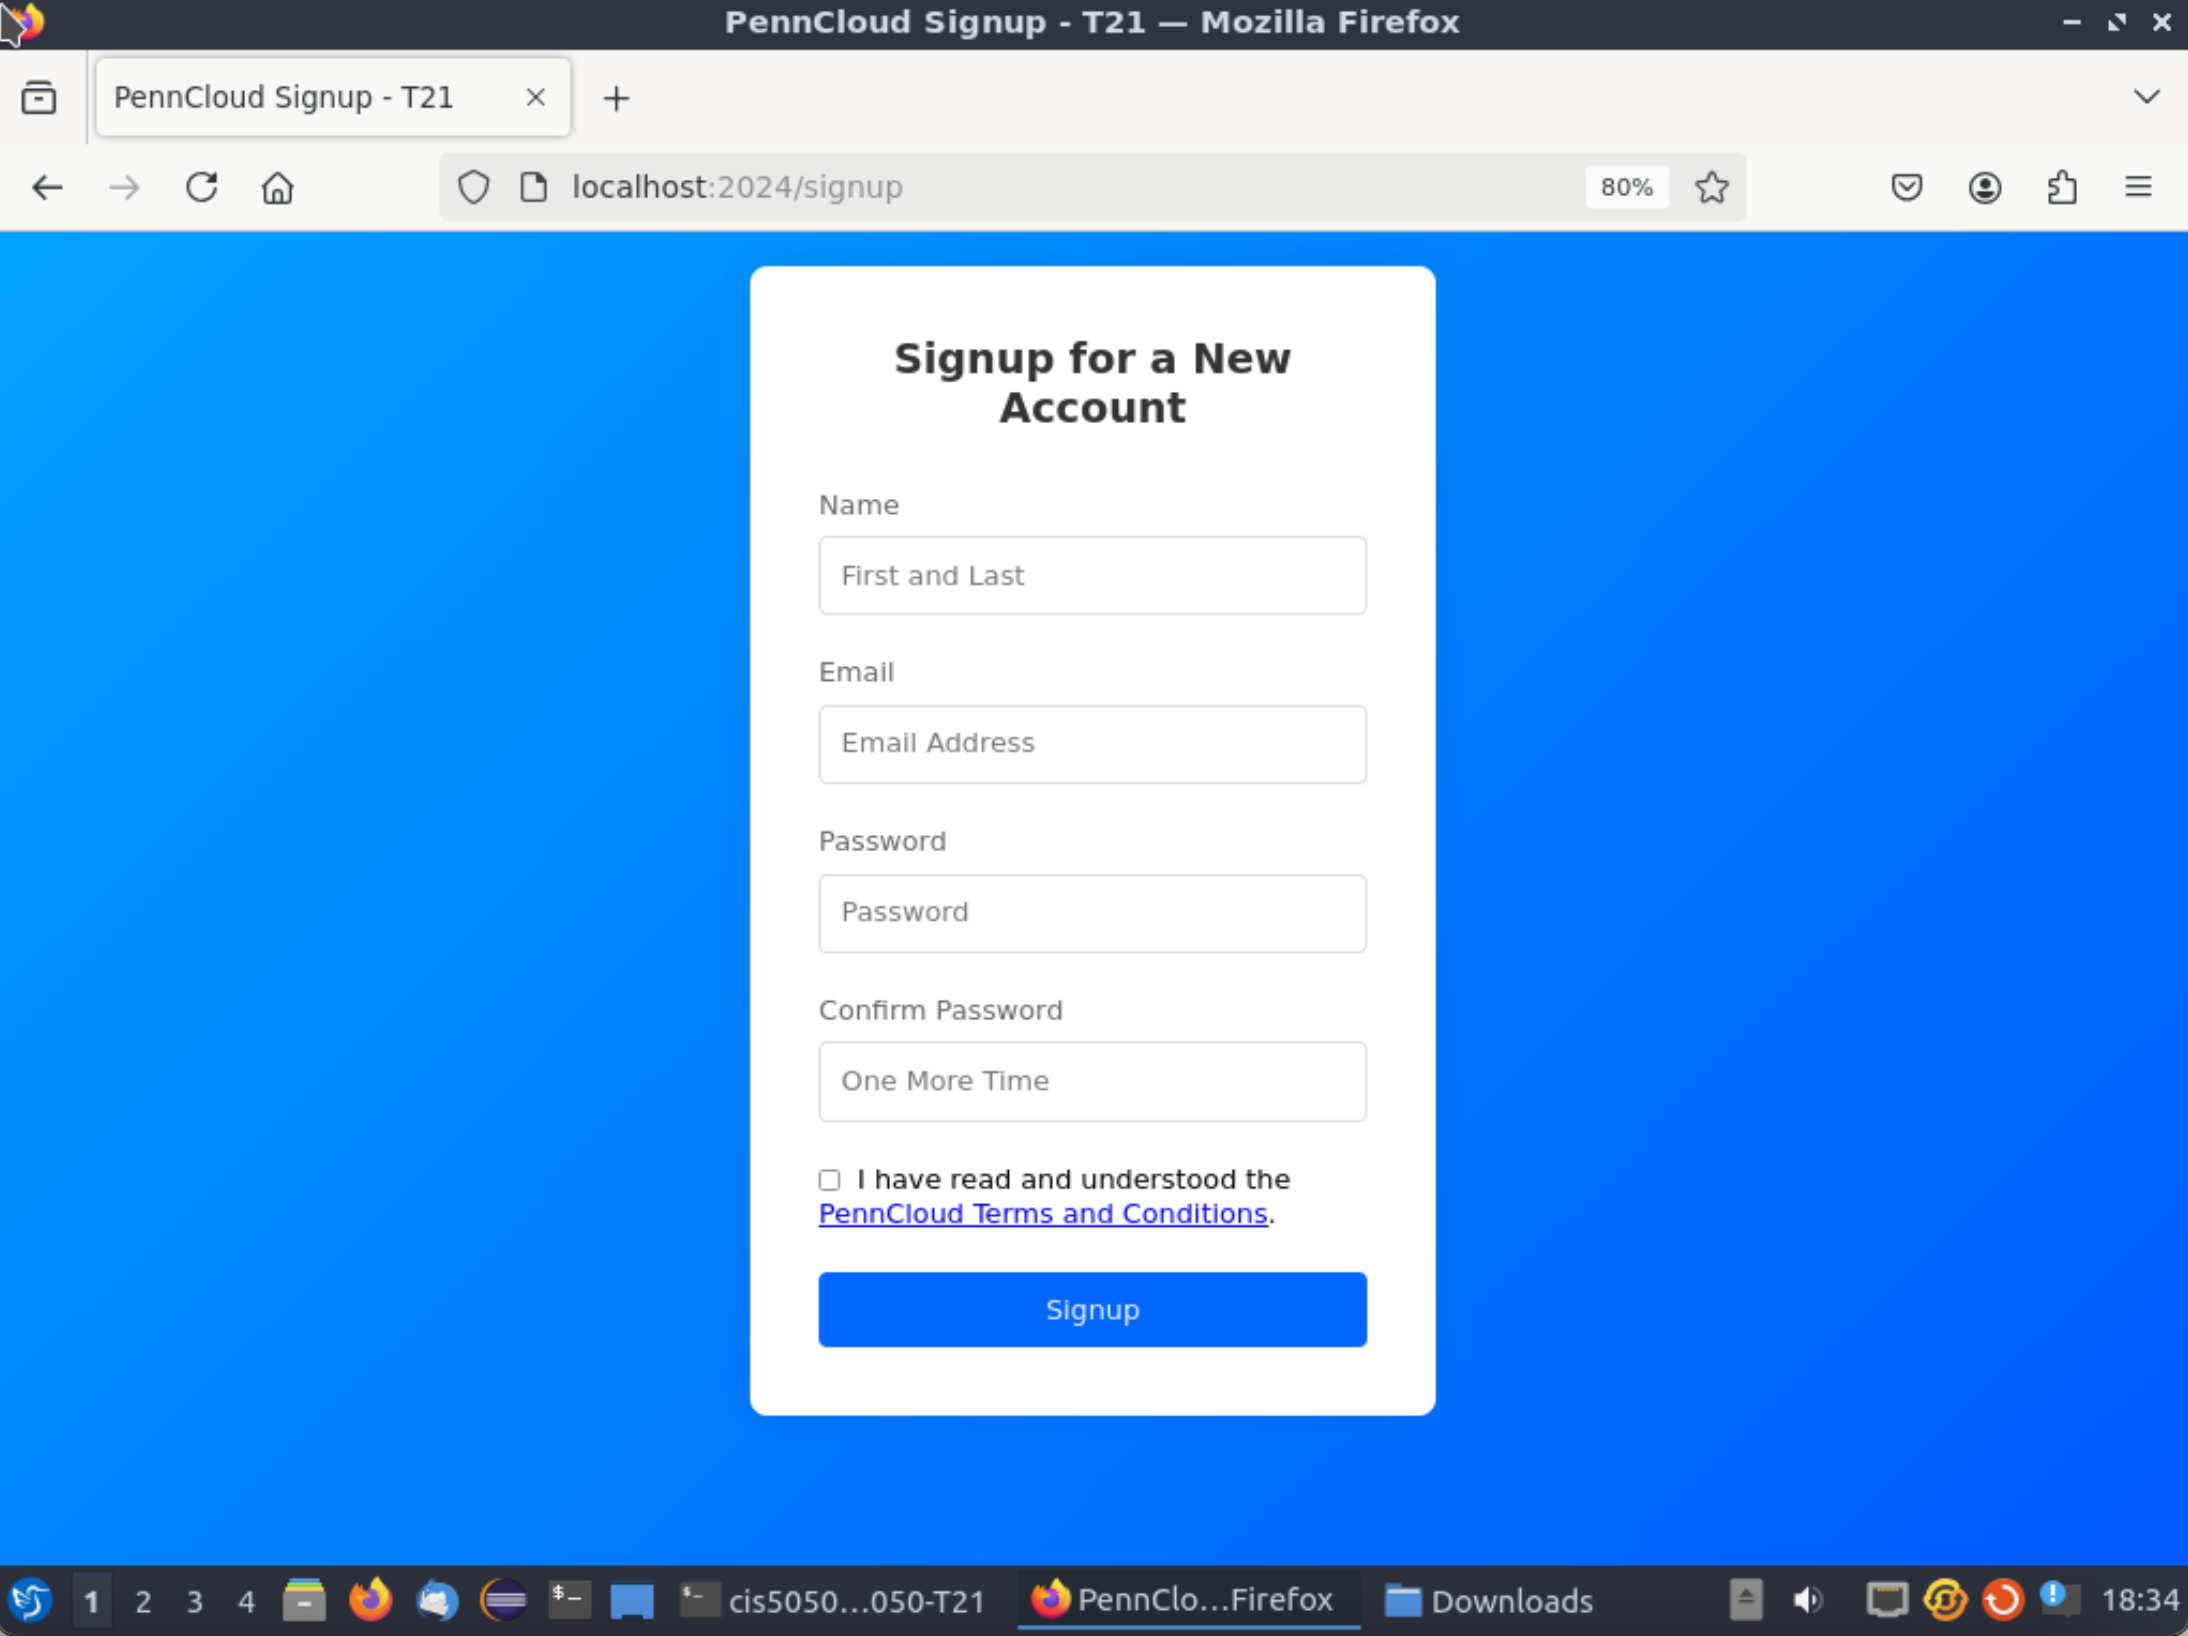 PennCloud Signup - T21 — Mozilla Firefox
PennCloud Signup - T21
localhost:2024/signup
80%
Signup for a New
Account
Name
First and Last
Email
Email Address
Password
Password
Confirm Password
One More Time
I have read and understood the
PennCloud Terms and Conditions.
Signup
1 2 3 4 $_ $_ cis5050...050-T21 PennClo...Firefox Downloads 18:34